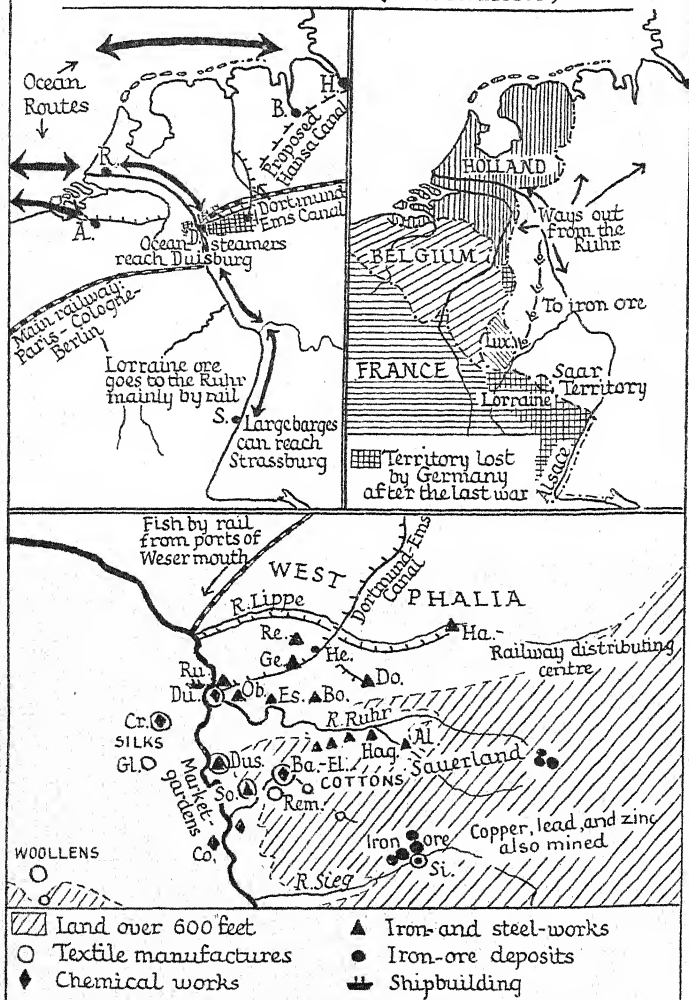 Ocean
Routes
H.
B.
Proposed
Hansa Canal
R.
A.
D.
Dortmund
Ems Canal
Ocean steamers
reach Duisburg
Main railway:
Paris-Cologne-
Berlin
Lorraine ore
goes to the Ruhr
mainly by rail
S.
Large barges
can reach
Strassburg
HOLLAND
Ways out
from the
Ruhr
BELGIUM
To iron ore
Lux.
FRANCE
Saar
Territory
Lorraine
Alsace
Territory lost
by Germany
after the last war
Fish by rail
from ports of
Weser mouth
WEST
PHALIA
Dortmund-Ems
Canal
R. Lippe
Re.
Ha.-
Railway distributing
centre
Ge.
He.
Ru.
Do.
Du.
Ob.
Es.
Bo.
R. Ruhr
Cr.
SILKS
Gl.
Hag.
Al
Sauerland
Dus.
Ba.-El.
COTTONS
So.
Rem.
Market-
gardens
Co.
Iron ore
Copper, lead, and zinc
also mined
WOOLLENS
R. Sieg
Si.
Land over 600 feet
Iron-and steel-works
Textile manufactures
Iron-ore deposits
Chemical works
Shipbuilding